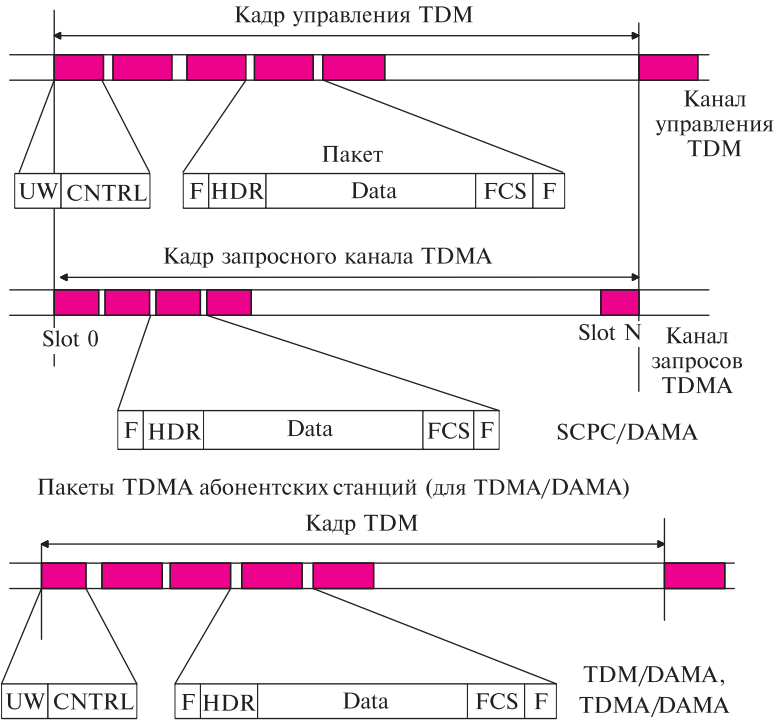 Кадр управления TDM
Канал
управления
TDM
Пакет
UW CNTRL
F HDR Data FCS F
Кадр запросного канала TDMA
Slot 0
Slot N
Канал
запросов
TDMA
F HDR Data FCS F
SCPC/DAMA
Пакеты TDMA абонентских станций (для TDMA/DAMA)
Кадр TDM
TDM/DAMA,
TDMA/DAMA
UW CNTRL
F HDR Data FCS F